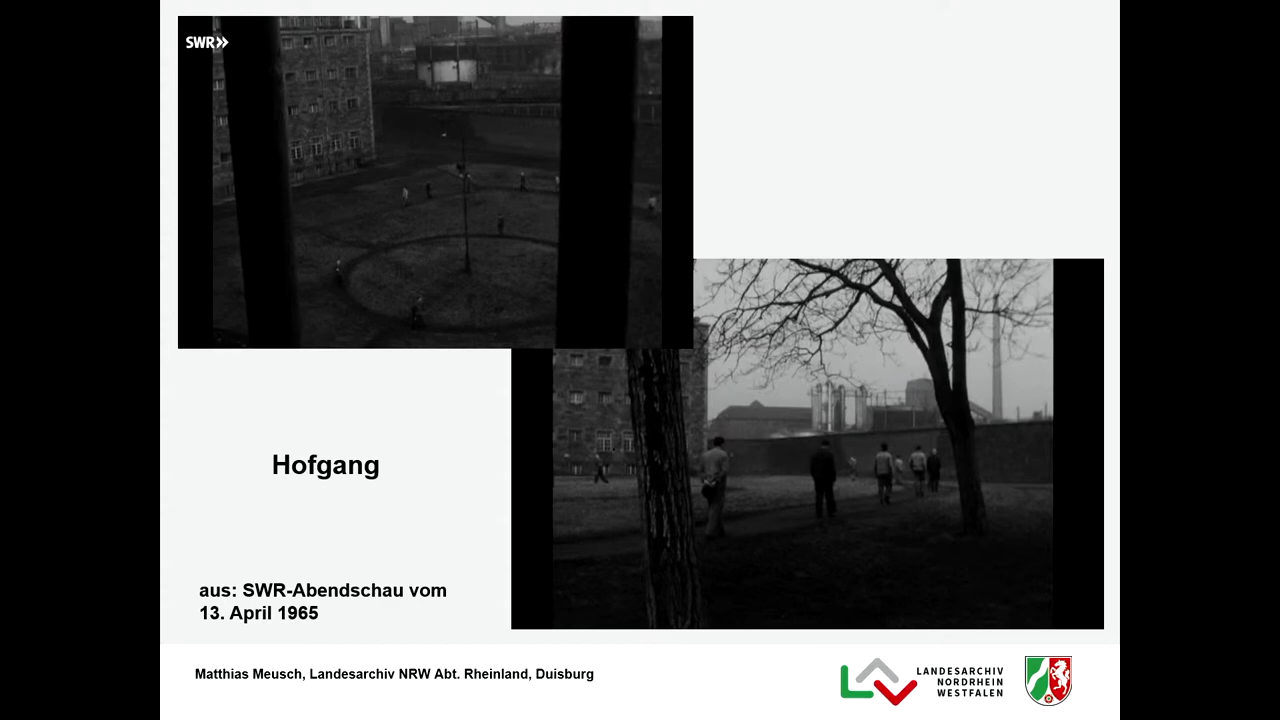 SWR»
Hofgang
aus: SWR-Abendschau vom
13. April 1965
Matthias Meusch, Landesarchiv NRW Abt. Rheinland, Duisburg
LANDESARCHIV
NORDRHEIN
WESTFALEN